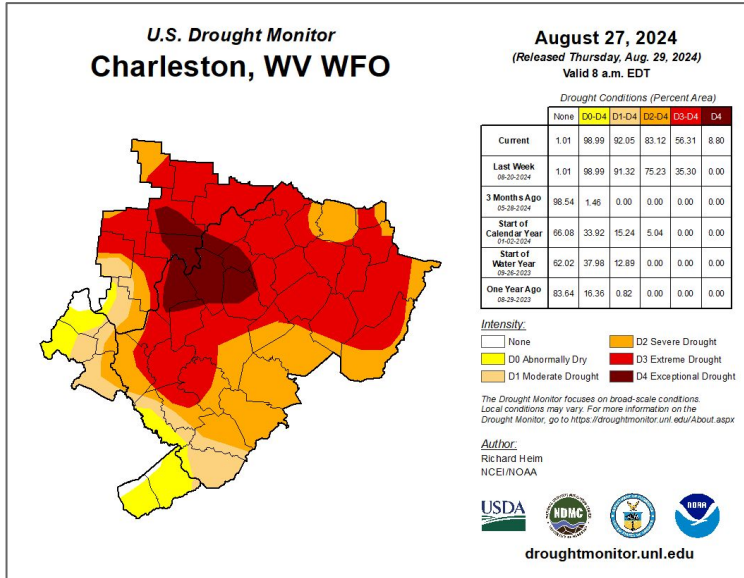 U.S. Drought Monitor
Charleston, WV WFO
August 27, 2024
(Released Thursday, Aug. 29, 2024)
Valid 8 a.m. EDT
Drought Conditions (Percent Area)
None D0-D4 D1-D4 D2-D4 D3-D4 D4
Current 1.01 98.99 92.05 83.12 56.31 8.80
Last Week 1.01 98.99 91.32 75.23 35.30 0.00
08-20-2024
3 Months Ago 98.54 1.46 0.00 0.00 0.00 0.00
05-28-2024
Start of
Calendar Year 66.08 33.92 15.24 5.04 0.00 0.00
01-02-2024
Start of
Water Year 62.02 37.98 12.89 0.00 0.00 0.00
09-26-2023
One Year Ago 83.64 16.36 0.82 0.00 0.00 0.00
08-29-2023
Intensity:
None
D0 Abnormally Dry
D1 Moderate Drought
D2 Severe Drought
D3 Extreme Drought
D4 Exceptional Drought
The Drought Monitor focuses on broad-scale conditions.
Local conditions may vary. For more information on the
Drought Monitor, go to https://droughtmonitor.unl.edu/About.aspx
Author:
Richard Heim
NCEI/NOAA
USDA
NDMC
NOAA
droughtmonitor.unl.edu